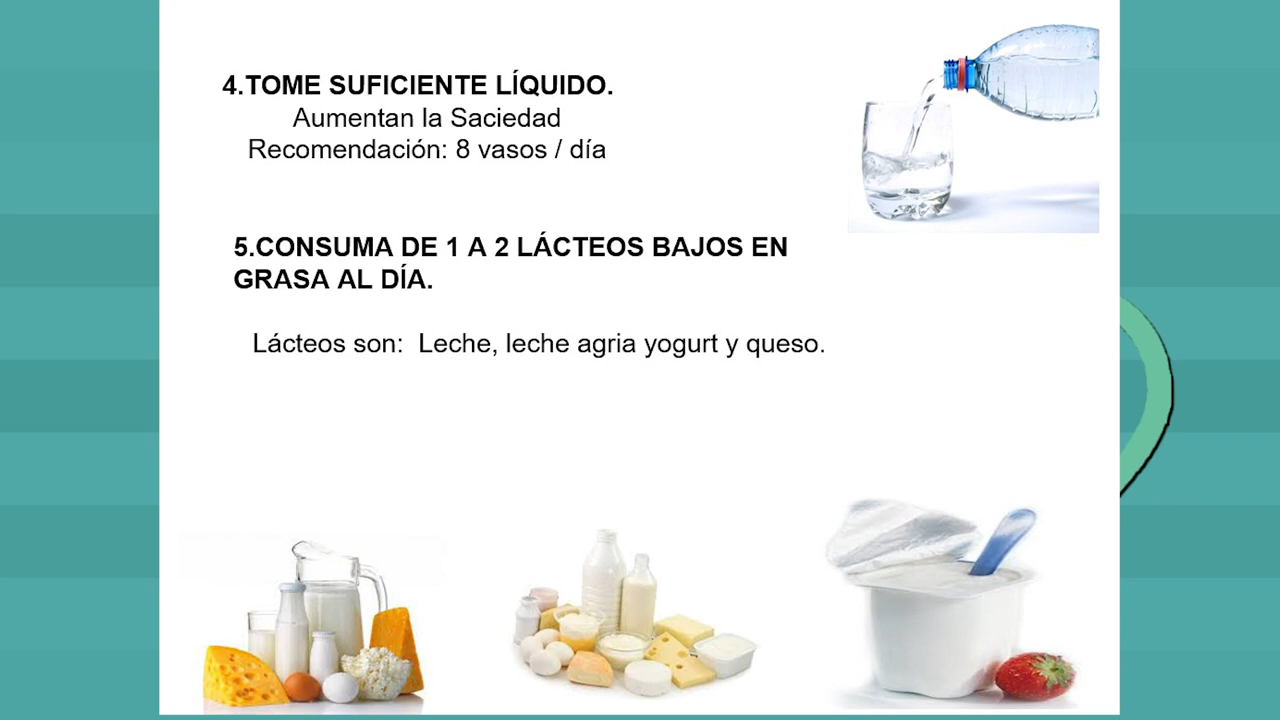 4.TOME SUFICIENTE LÍQUIDO.
Aumentan la Saciedad
Recomendación: 8 vasos / día
5.CONSUMA DE 1 A 2 LÁCTEOS BAJOS EN
GRASA AL DÍA.
Lácteos son:  Leche, leche agria yogurt y queso.